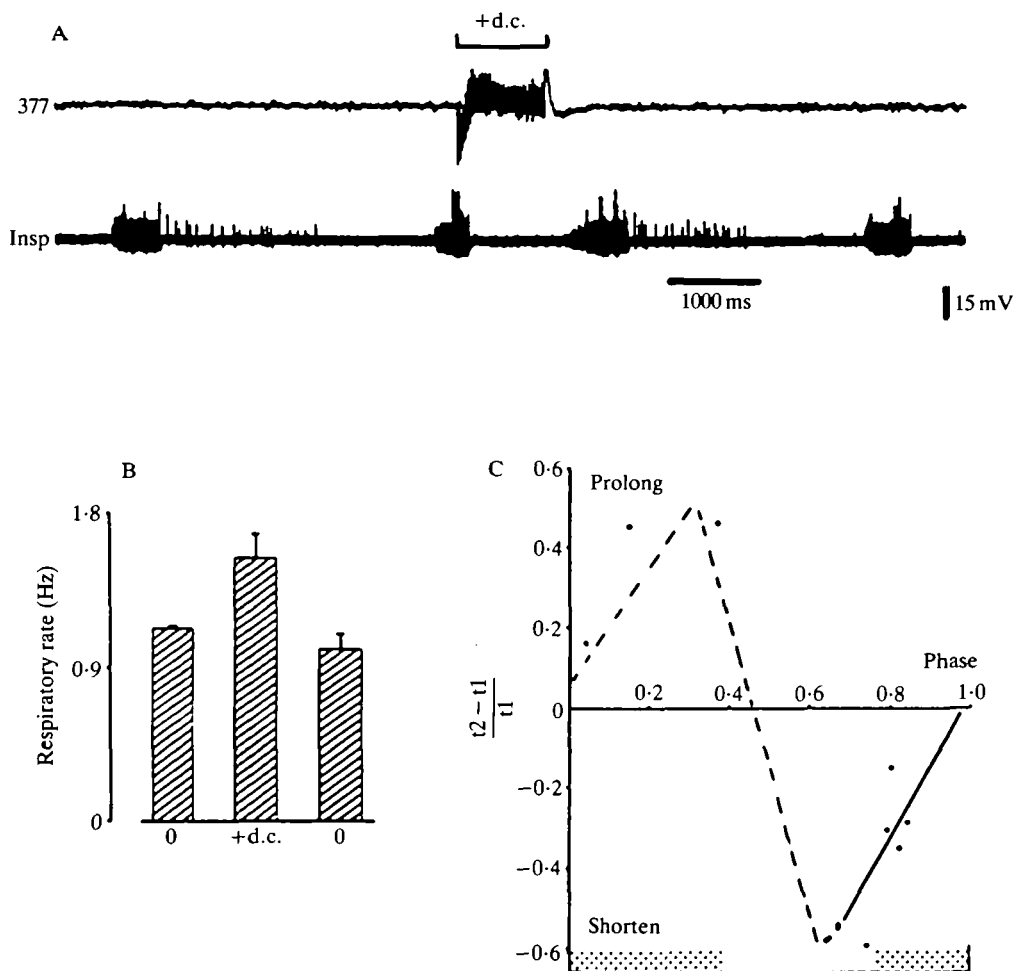 A
+d.c.
377
Insp
1000 ms
15 mV
B
1·8
0·9
0
Respiratory rate (Hz)
0
+d.c.
0
C
0·6
0·4
0·2
0
−0·2
−0·4
−0·6
t2 − t1
t1
Prolong
Phase
0·2
0·4
0·6
0·8
1·0
Shorten